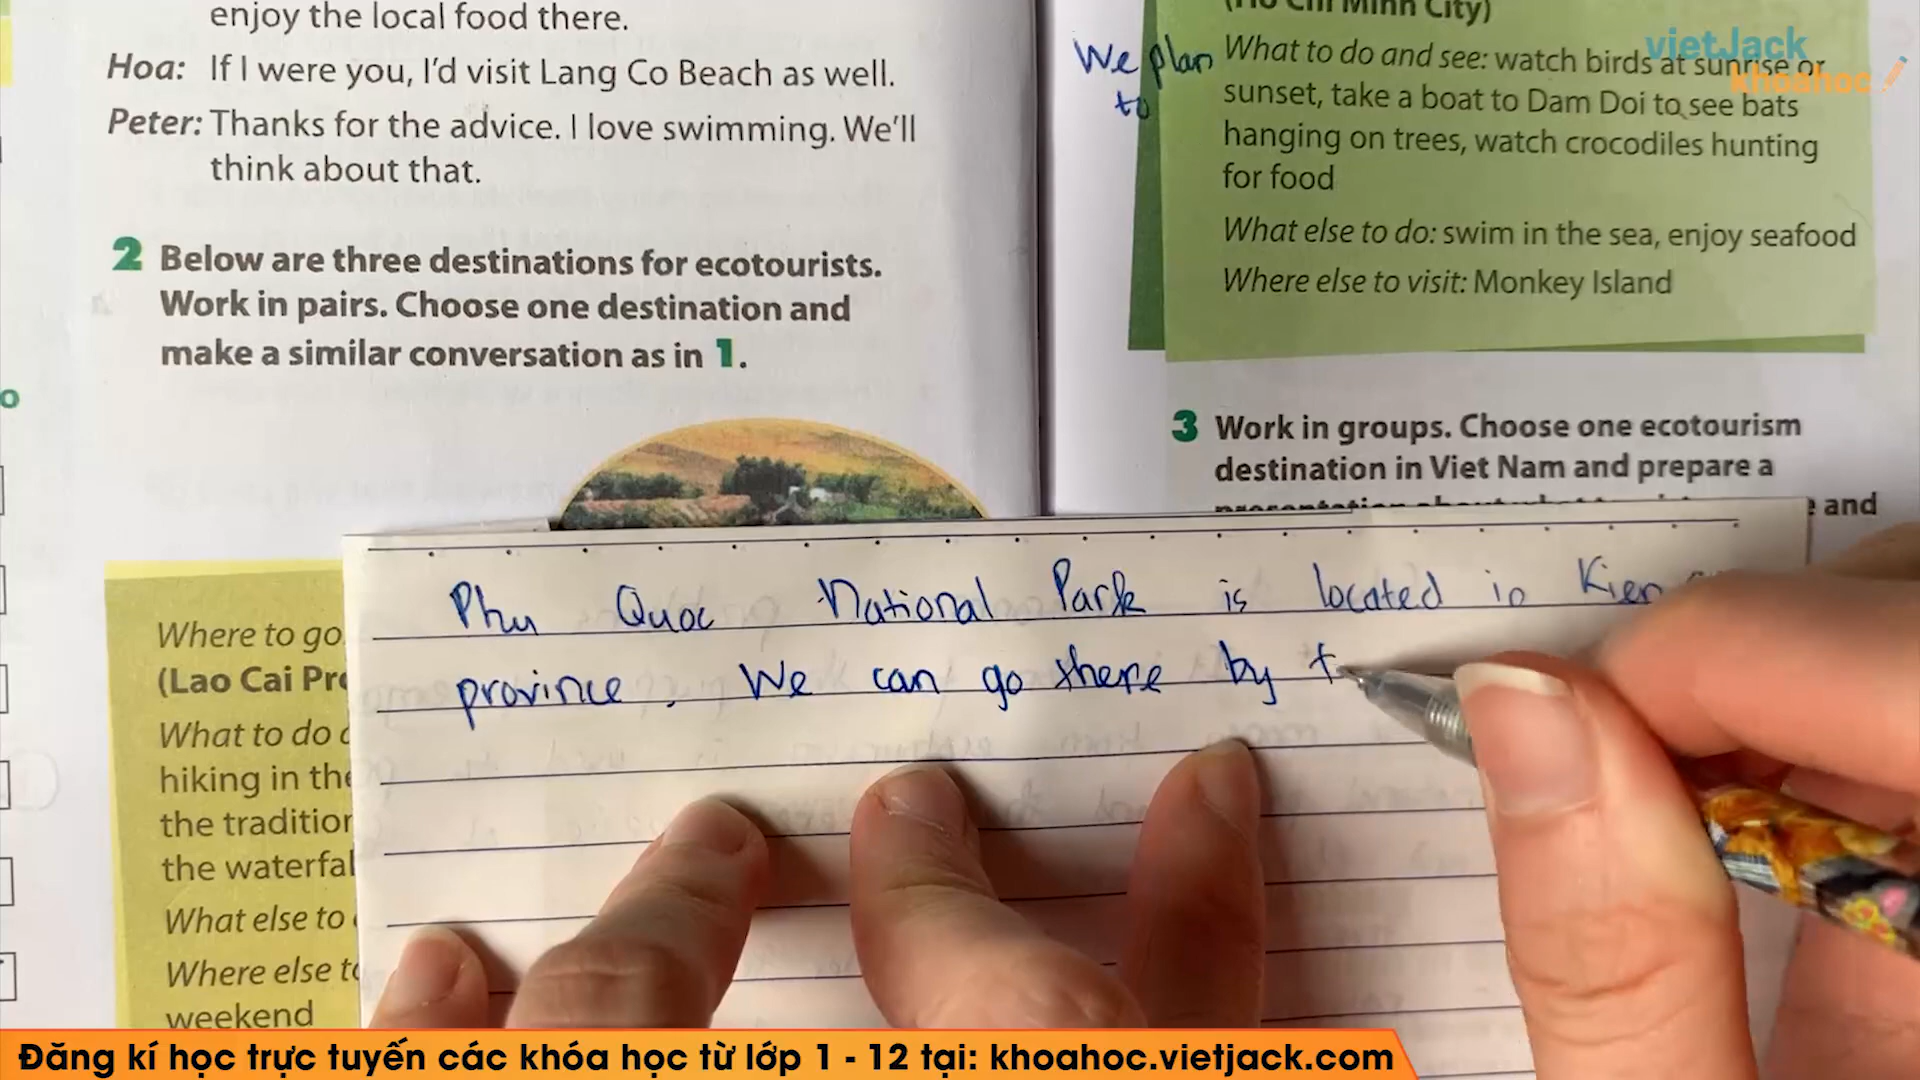 enjoy the local food there.
Hoa: If I were you, I'd visit Lang Co Beach as well.
Peter: Thanks for the advice. I love swimming. We'll
think about that.
2 Below are three destinations for ecotourists.
Work in pairs. Choose one destination and
make a similar conversation as in 1.
Where to go
(Lao Cai Pro
What to do
hiking in the
the tradition
the waterfal
What else to
Where else to
weekend
(Ho Chi Minh City)
We plan
to
What to do and see: watch birds at sunrise or
sunset, take a boat to Dam Doi to see bats
hanging on trees, watch crocodiles hunting
for food
What else to do: swim in the sea, enjoy seafood
Where else to visit: Monkey Island
3 Work in groups. Choose one ecotourism
destination in Viet Nam and prepare a
and
Phu Quoc National Park is located in Kien
province. We can go there by t
vietJack
khoahoc
Đăng kí học trực tuyến các khóa học từ lớp 1 - 12 tại: khoahoc.vietjack.com